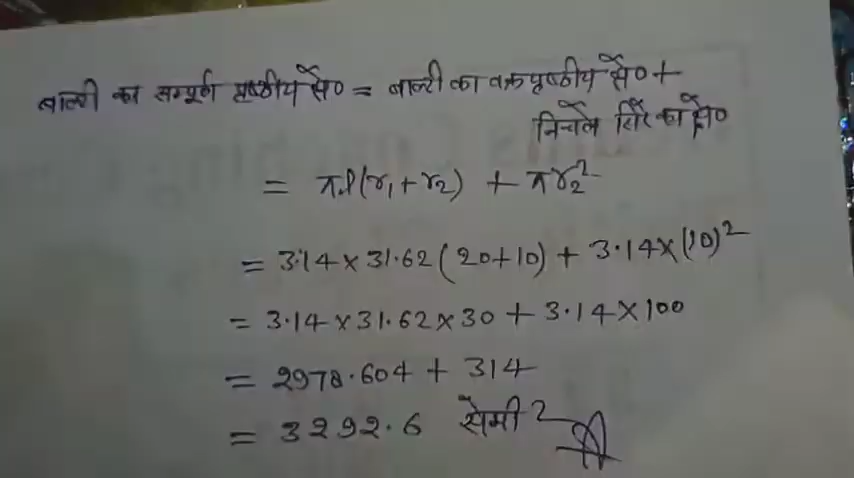 बाल्टी का सम्पूर्ण पृष्ठीय क्षे० = बाल्टी का वक्रपृष्ठीय क्षे० +
निचले सिरे का क्षे०
= π.l(r₁+r₂) + πr₂²
= 3.14 × 31.62 (20+10) + 3.14×(10)²
= 3.14 × 31.62 × 30 + 3.14 × 100
= 2978.604 + 314
= 3292.6 सेमी²